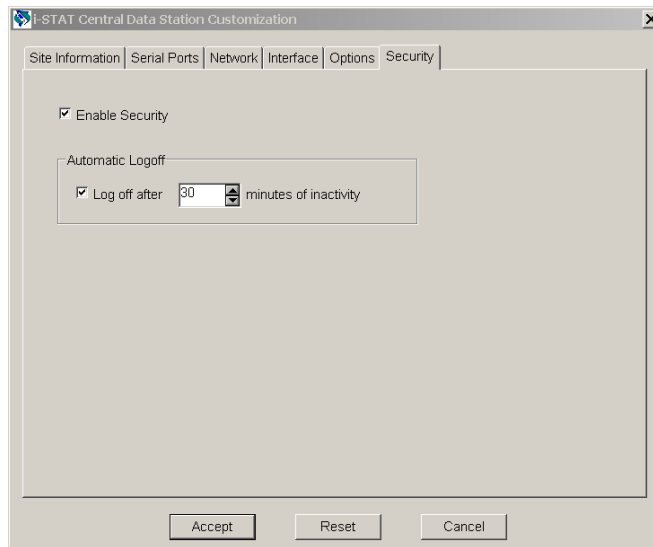 i-STAT Central Data Station Customization
Site Information Serial Ports Network Interface Options Security
Enable Security
Automatic Logoff
Log off after 30 minutes of inactivity
Accept Reset Cancel